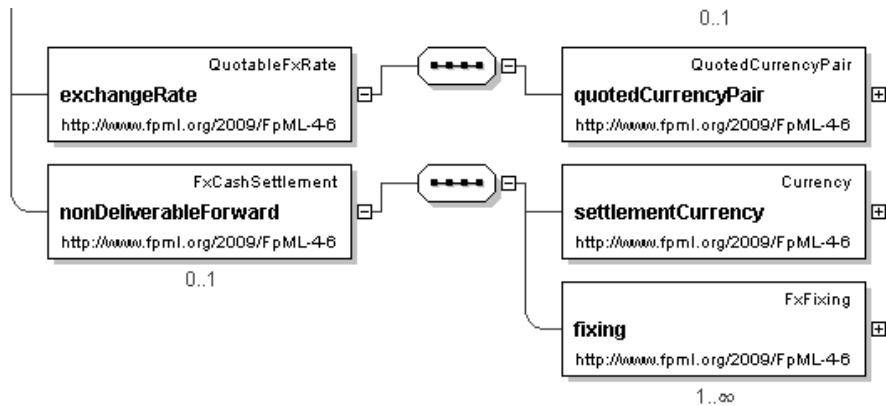 0..1
QuotableFxRate
exchangeRate
http://www.fpml.org/2009/FpML-4-6
QuotedCurrencyPair
quotedCurrencyPair
http://www.fpml.org/2009/FpML-4-6
FxCashSettlement
nonDeliverableForward
http://www.fpml.org/2009/FpML-4-6
0..1
Currency
settlementCurrency
http://www.fpml.org/2009/FpML-4-6
FxFixing
fixing
http://www.fpml.org/2009/FpML-4-6
1..∞